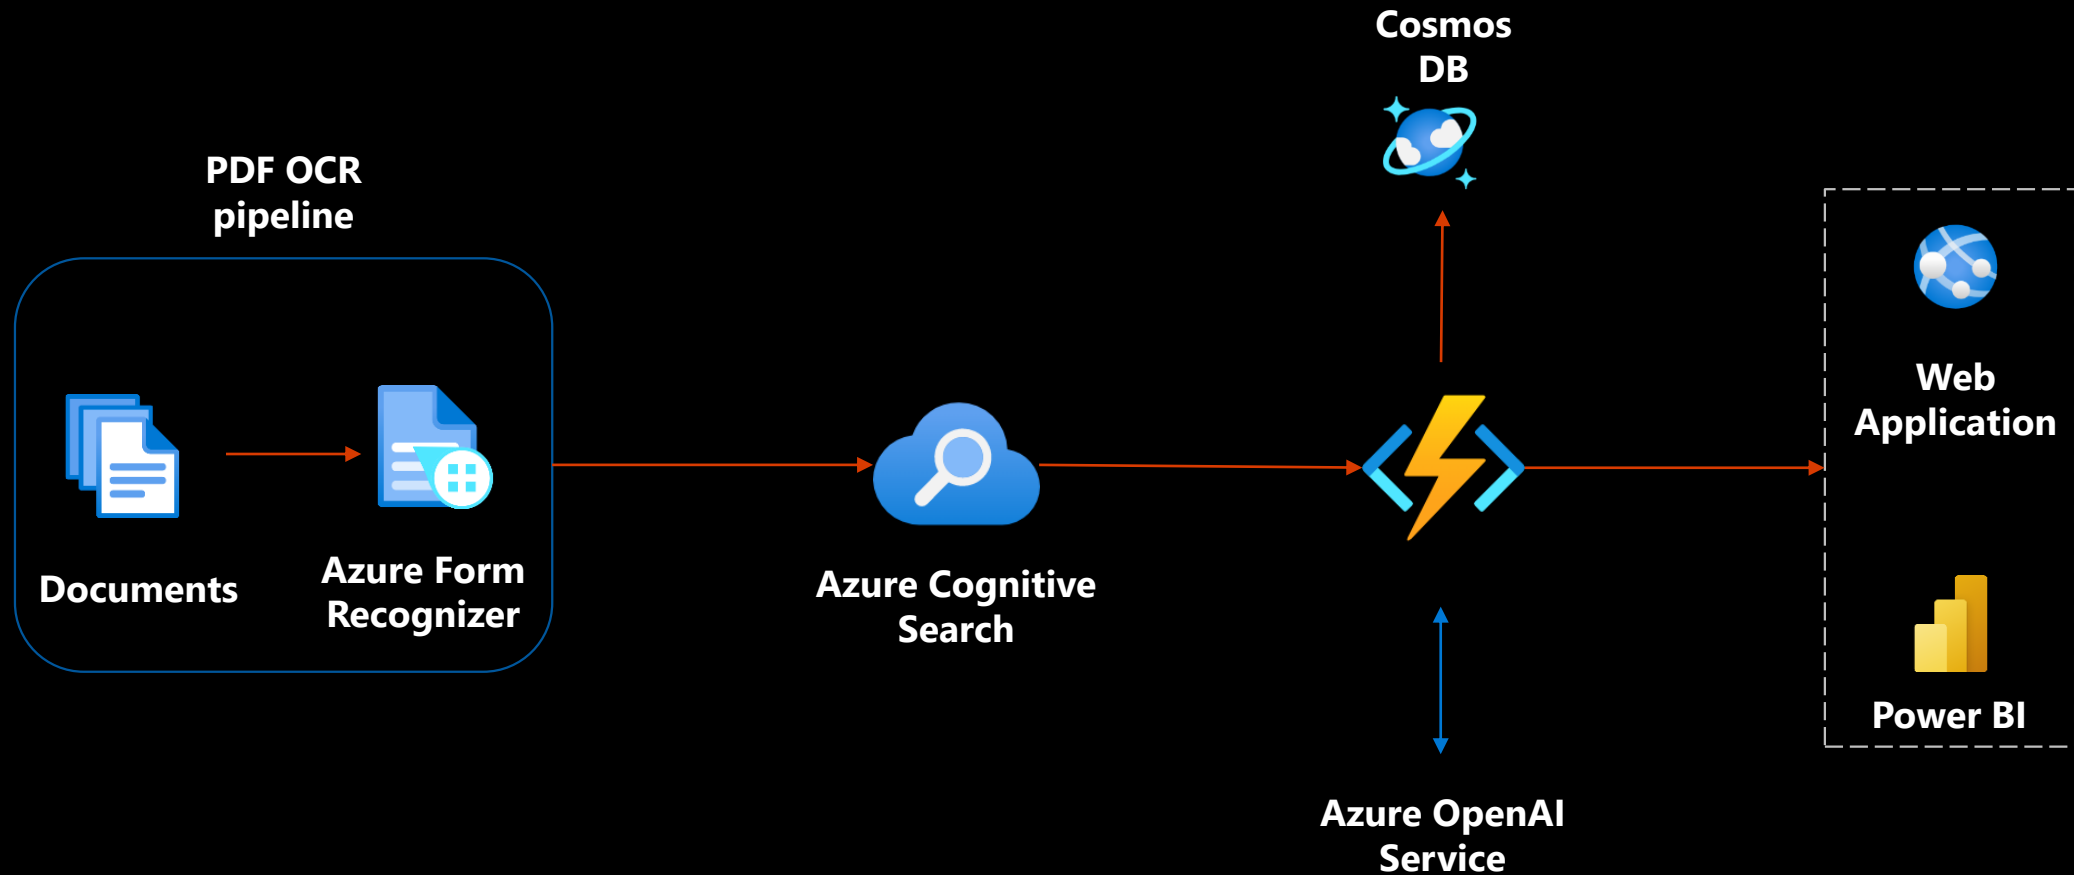 Cosmos
DB
PDF OCR
pipeline
Documents
Azure Form
Recognizer
Azure Cognitive
Search
Azure OpenAI
Service
Web
Application
Power BI